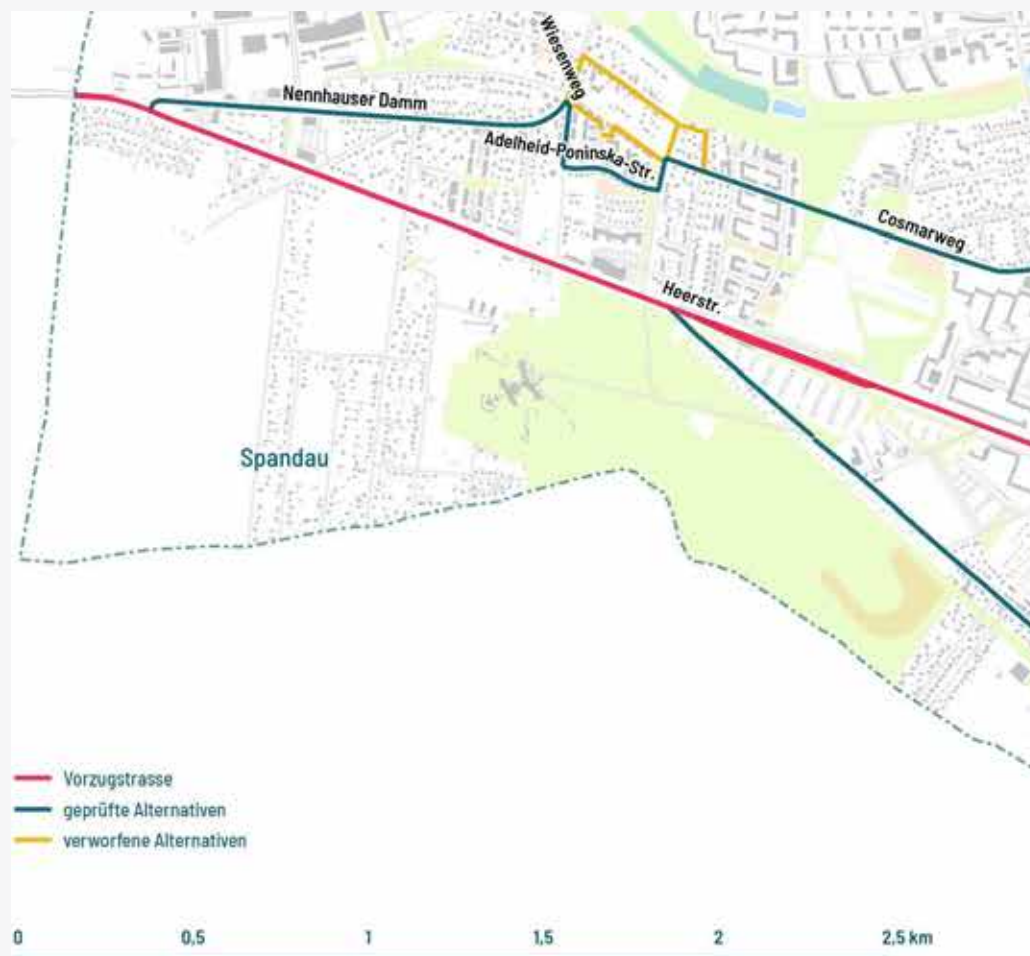 Wiesenweg
Nennhauser Damm
Adelheid-Poninska-Str.
Cosmarweg
Heerstr.
Spandau
Vorzugstrasse
geprüfte Alternativen
verworfene Alternativen
0 0,5 1 1,5 2 2,5 km